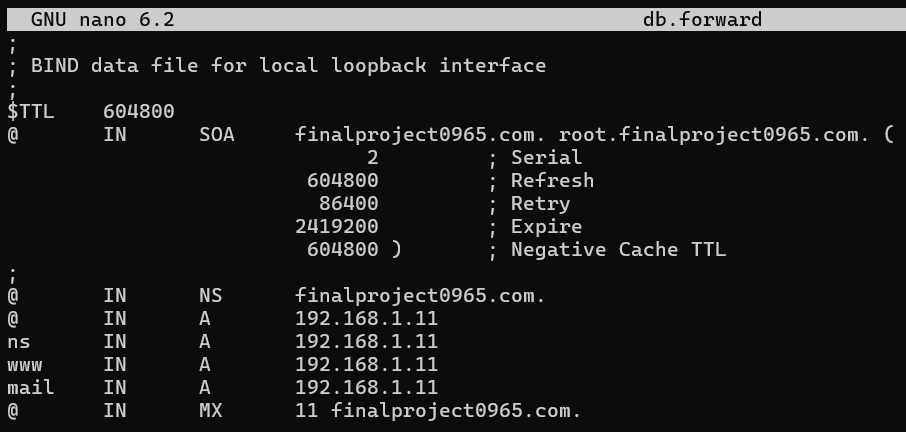 GNU nano 6.2 db.forward
;
; BIND data file for local loopback interface
;
$TTL 604800
@ IN SOA finalproject0965.com. root.finalproject0965.com. (
2 ; Serial
604800 ; Refresh
86400 ; Retry
2419200 ; Expire
604800 ) ; Negative Cache TTL
;
@ IN NS finalproject0965.com.
@ IN A 192.168.1.11
ns IN A 192.168.1.11
www IN A 192.168.1.11
mail IN A 192.168.1.11
@ IN MX 11 finalproject0965.com.